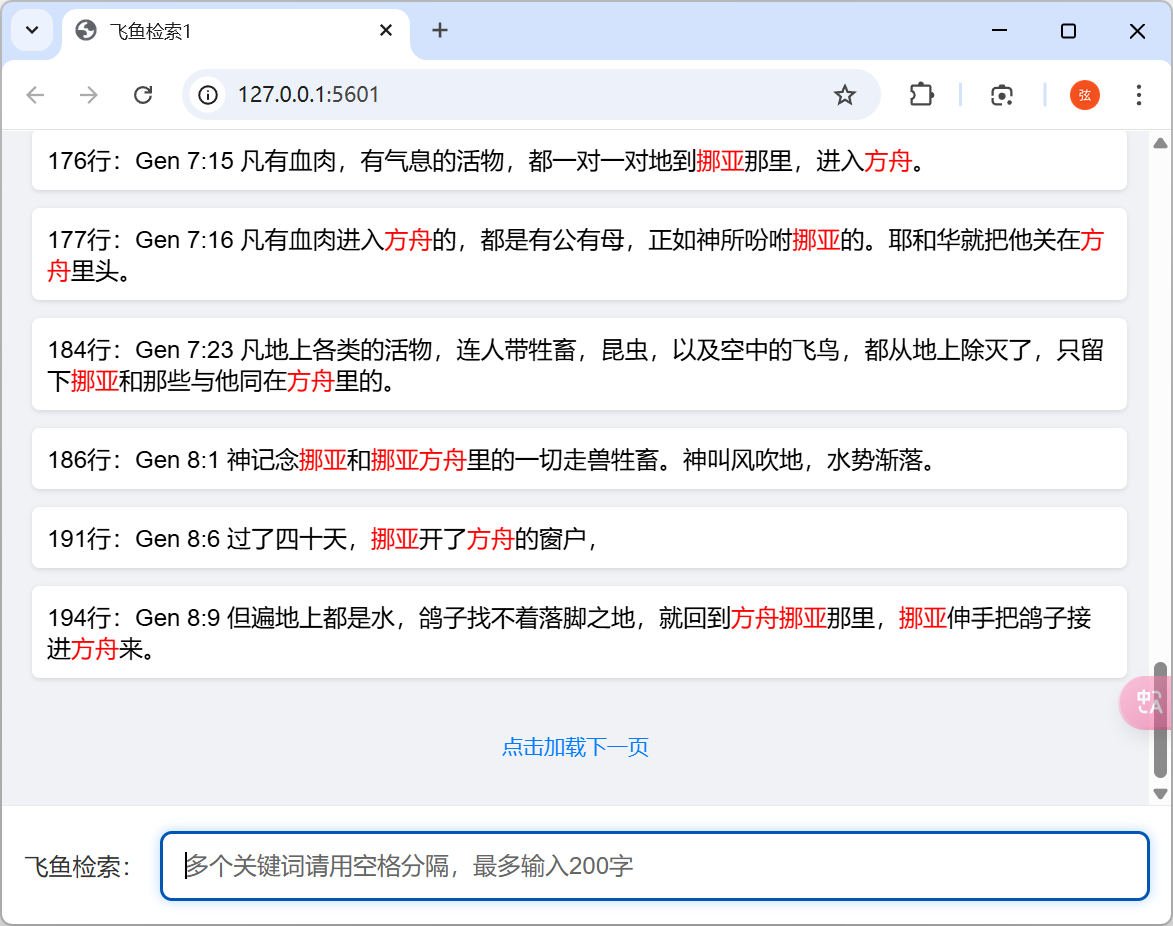 飞鱼检索1
127.0.0.1:5601
弦
176行：Gen 7:15 凡有血肉，有气息的活物，都一对一对地到挪亚那里，进入方舟。
177行：Gen 7:16 凡有血肉进入方舟的，都是有公有母，正如神所吩咐挪亚的。耶和华就把他关在方
舟里头。
184行：Gen 7:23 凡地上各类的活物，连人带牲畜，昆虫，以及空中的飞鸟，都从地上除灭了，只留
下挪亚和那些与他同在方舟里的。
186行：Gen 8:1 神记念挪亚和挪亚方舟里的一切走兽牲畜。神叫风吹地，水势渐落。
191行：Gen 8:6 过了四十天，挪亚开了方舟的窗户，
194行：Gen 8:9 但遍地上都是水，鸽子找不着落脚之地，就回到方舟挪亚那里，挪亚伸手把鸽子接
进方舟来。
中A
点击加载下一页
飞鱼检索：
多个关键词请用空格分隔，最多输入200字